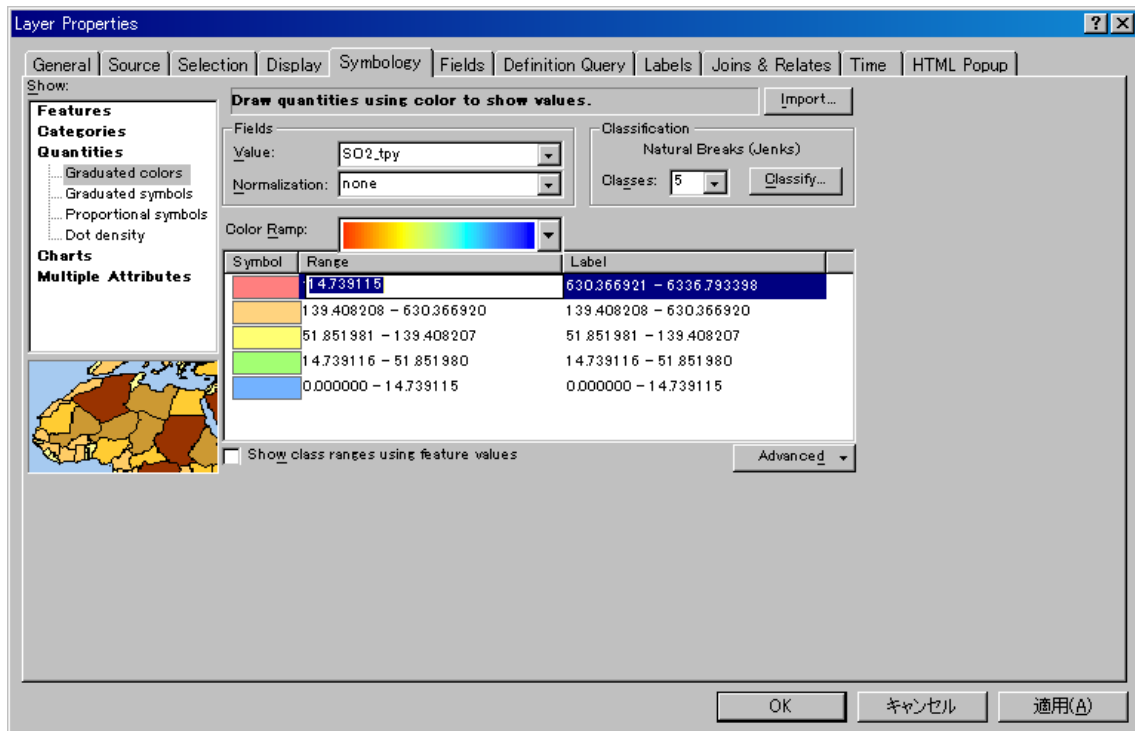 Layer Properties
General Source Selection Display Symbology Fields Definition Query Labels Joins & Relates Time HTML Popup
Show:
Features
Categories
Quantities
Graduated colors
Graduated symbols
Proportional symbols
Dot density
Charts
Multiple Attributes
Draw quantities using color to show values.
Import...
Fields
Value: SO2_tpy
Normalization: none
Classification
Natural Breaks (Jenks)
Classes: 5 Classify...
Color Ramp:
Symbol Range Label
14.739115 630.366921 - 6336.793398
139.408208 - 630.366920 139.408208 - 630.366920
51.851981 - 139.408207 51.851981 - 139.408207
14.739116 - 51.851980 14.739116 - 51.851980
0.000000 - 14.739115 0.000000 - 14.739115
Show class ranges using feature values
Advanced
OK キャンセル 適用(A)